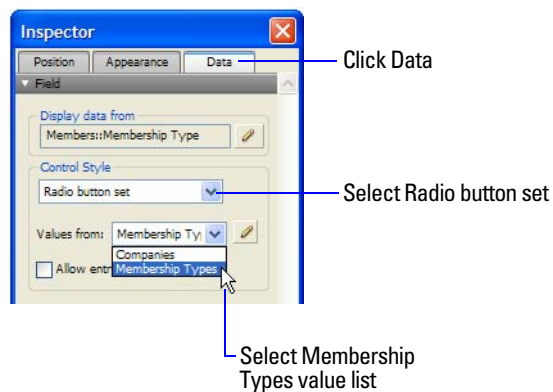 Inspector
Position Appearance Data
Click Data
Field
Display data from
Members::Membership Type
Control Style
Radio button set
Select Radio button set
Values from: Membership Ty
Companies
Allow entr
Membership Types
Select Membership
Types value list